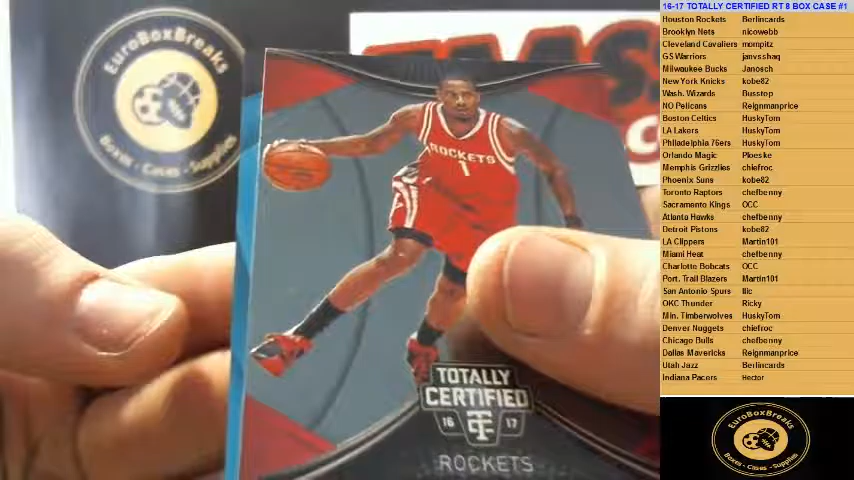 16-17 TOTALLY CERTIFIED RT 8 BOX CASE #1
Houston Rockets Berlincards
Brooklyn Nets nicowebb
Cleveland Cavaliers mompitz
GS Warriors janvshaq
Milwaukee Bucks Janosch
New York Knicks kobe82
Wash. Wizards Busstop
NO Pelicans Reignmanprice
Boston Celtics HuskyTom
LA Lakers HuskyTom
Philadelphia 76ers HuskyTom
Orlando Magic Ploeske
Memphis Grizzlies chiefroc
Phoenix Suns kobe82
Toronto Raptors chefbenny
Sacramento Kings OCC
Atlanta Hawks chefbenny
Detroit Pistons kobe82
LA Clippers Martin101
Miami Heat chefbenny
Charlotte Bobcats OCC
Port. Trail Blazers Martin101
San Antonio Spurs
OKC Thunder Ricky
Min. Timberwolves HuskyTom
Denver Nuggets chiefroc
Chicago Bulls chefbenny
Dallas Mavericks Reignmanprice
Utah Jazz Berlincards
Indiana Pacers Hector
EuroBoxBreaks
Boxes - Cases - Supplies
ROCKETS
1
TOTALLY
CERTIFIED
16 TC 17
ROCKETS
EuroBoxBreaks
Boxes - Cases - Supplies